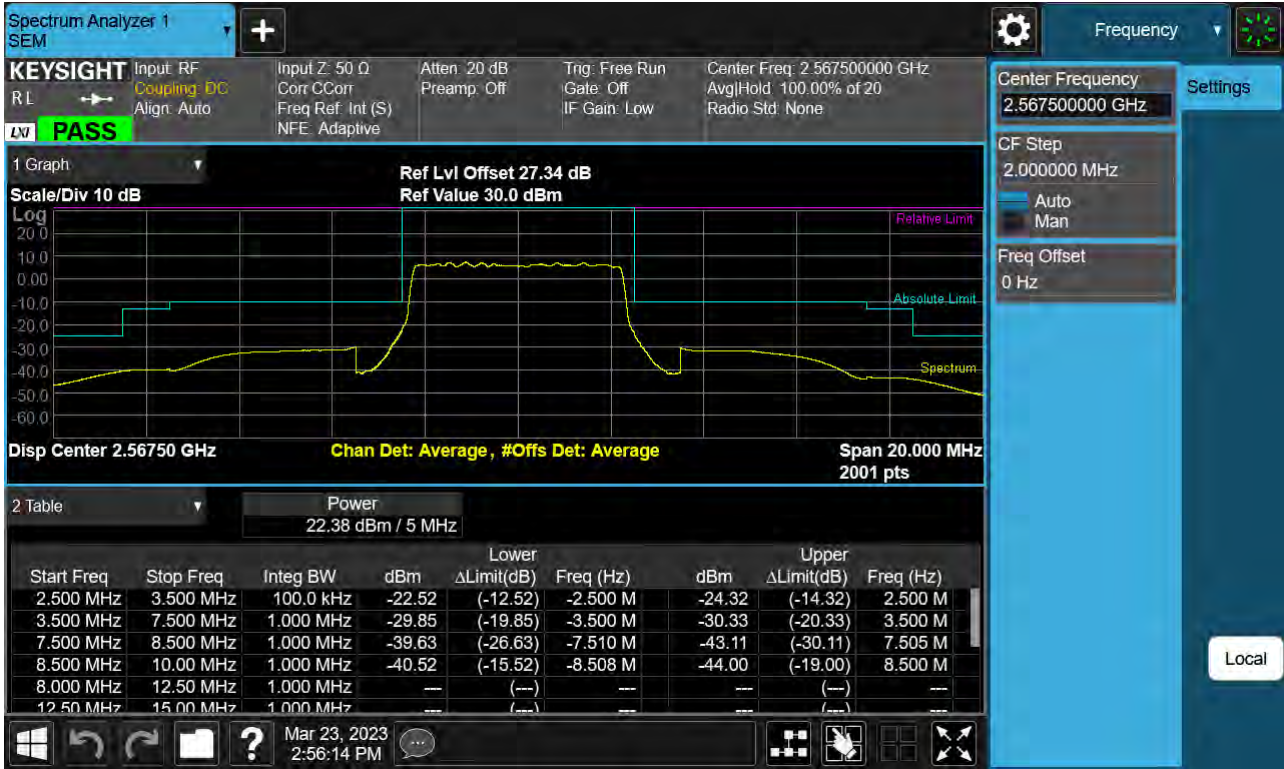 Spectrum Analyzer 1
SEM
+
Frequency
KEYSIGHT
R L
LXI
PASS
Input: RF
Coupling: DC
Align: Auto
Input Z: 50 Ω
Corr CCorr
Freq Ref: Int (S)
NFE: Adaptive
Atten: 20 dB
Preamp: Off
Trig: Free Run
Gate: Off
IF Gain: Low
Center Freq: 2.567500000 GHz
Avg|Hold: 100.00% of 20
Radio Std: None
Center Frequency
2.567500000 GHz
Settings
CF Step
2.000000 MHz
Auto
Man
Freq Offset
0 Hz
Local
1 Graph
Scale/Div 10 dB
Ref Lvl Offset 27.34 dB
Ref Value 30.0 dBm
Log
20.0
10.0
0.00
-10.0
-20.0
-30.0
-40.0
-50.0
-60.0
Relative Limit
Absolute Limit
Spectrum
Disp Center 2.56750 GHz
Chan Det: Average , #Offs Det: Average
Span 20.000 MHz
2001 pts
2 Table
Power
22.38 dBm / 5 MHz
Lower Upper
Start Freq Stop Freq Integ BW dBm ΔLimit(dB) Freq (Hz) dBm ΔLimit(dB) Freq (Hz)
2.500 MHz 3.500 MHz 100.0 kHz -22.52 (-12.52) -2.500 M -24.32 (-14.32) 2.500 M
3.500 MHz 7.500 MHz 1.000 MHz -29.85 (-19.85) -3.500 M -30.33 (-20.33) 3.500 M
7.500 MHz 8.500 MHz 1.000 MHz -39.63 (-26.63) -7.510 M -43.11 (-30.11) 7.505 M
8.500 MHz 10.00 MHz 1.000 MHz -40.52 (-15.52) -8.508 M -44.00 (-19.00) 8.500 M
8.000 MHz 12.50 MHz 1.000 MHz --- (---) --- --- (---) ---
12.50 MHz 15.00 MHz 1.000 MHz --- (---) --- --- (---) ---
?
Mar 23, 2023
2:56:14 PM